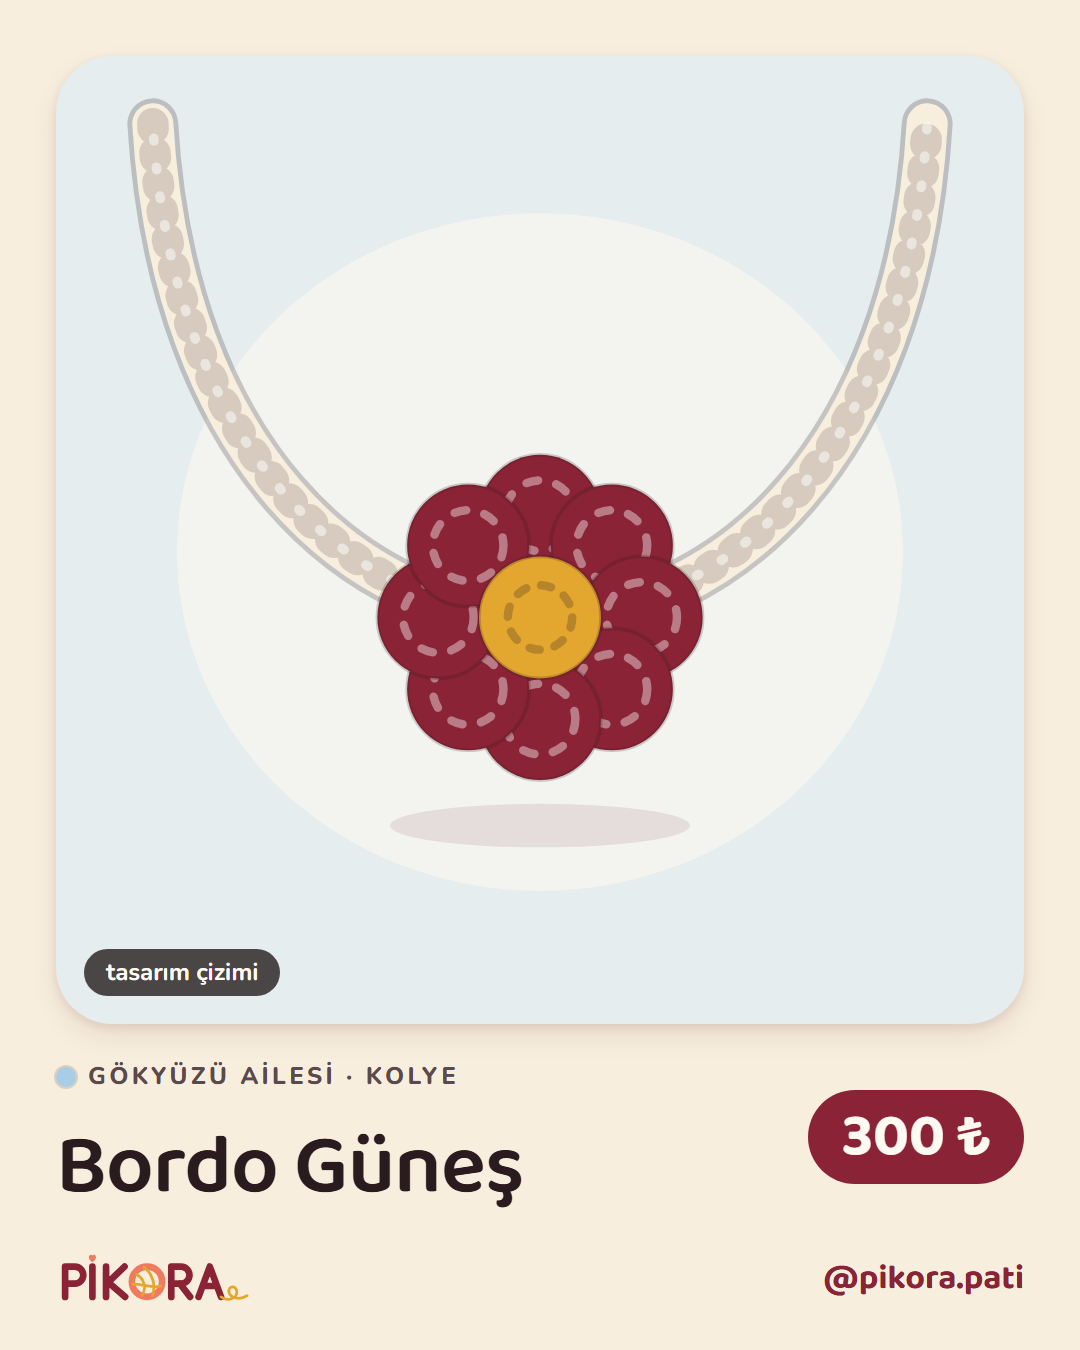 tasarım çizimi
GÖKYÜZÜ AİLESİ · KOLYE
Bordo Güneş
300 ₺
PİKORA
@pikora.pati